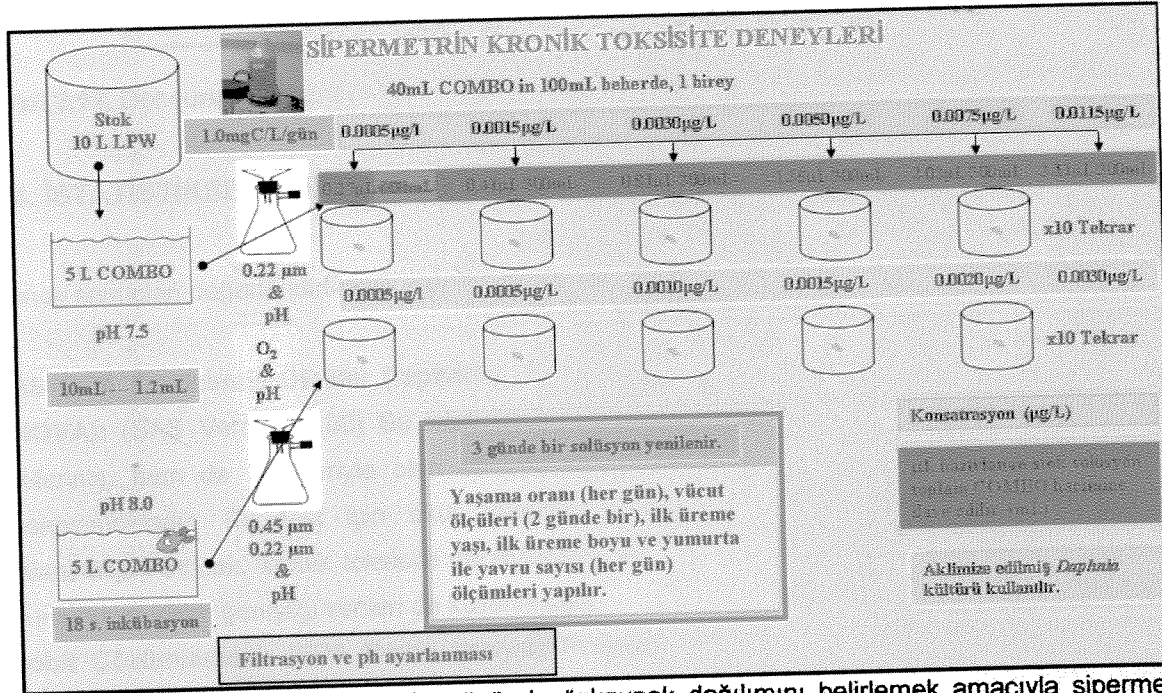 SİPERMETRİN KRONİK TOKSİSİTE DENEYLERİ
40mL COMBO in 100mL beherde, 1 birey
Stok
10 L LPW
1.0mgC/L/gün
0.0005µg/l 0.0015µg/L 0.0030µg/L 0.0050µg/L 0.0075µg/L 0.0115µg/L
x10 Tekrar
5 L COMBO
0.22 µm
&
pH
0.0005µg/l 0.0005µg/L 0.0010µg/L 0.0015µg/L 0.0020µg/L 0.0030µg/L
pH 7.5
O2
&
pH
x10 Tekrar
10mL --- 1.2mL
Konsatrasyon (µg/L)
3 günde bir solüsyon yenilenir.
Yaşama oranı (her gün), vücut
ölçüleri (2 günde bir), ilk üreme
yaşı, ilk üreme boyu ve yumurta
ile yavru sayısı (her gün)
ölçümleri yapılır.
pH 8.0
0.45 µm
0.22 µm
&
pH
5 L COMBO
Aklimize edilmiş Daphnia
kültürü kullanılır.
18 s. inkübasyon
Filtrasyon ve ph ayarlanması
dağılımını belirlemek amacıyla siperme